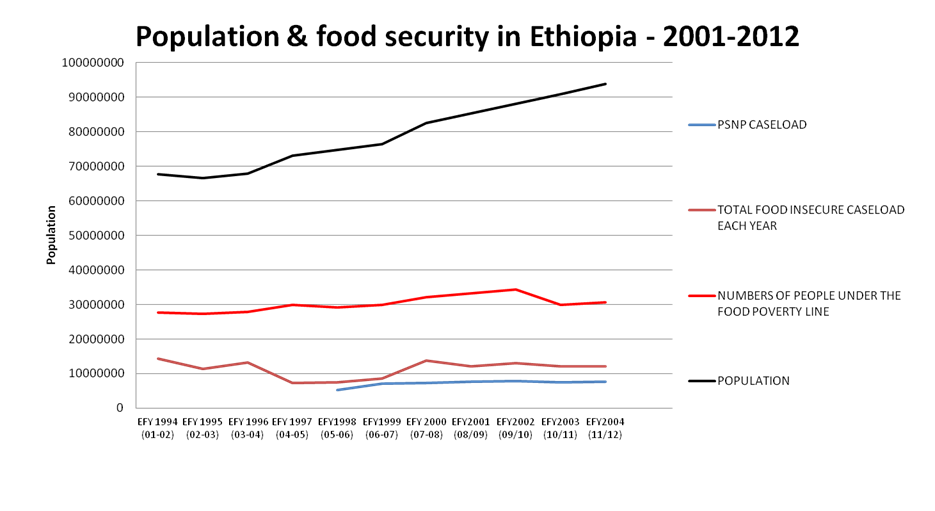 Population & food security in Ethiopia - 2001-2012
100000000
90000000
80000000
70000000
60000000
50000000
40000000
30000000
20000000
10000000
0
Population
EFY 1994 EFY 1995 EFY 1996 EFY 1997 EFY1998 EFY1999 EFY 2000 EFY2001 EFY2002 EFY2003 EFY2004
(01-02) (02-03) (03-04) (04-05) (05-06) (06-07) (07-08) (08/09) (09/10) (10/11) (11/12)
PSNP CASELOAD
TOTAL FOOD INSECURE CASELOAD
EACH YEAR
NUMBERS OF PEOPLE UNDER THE
FOOD POVERTY LINE
POPULATION